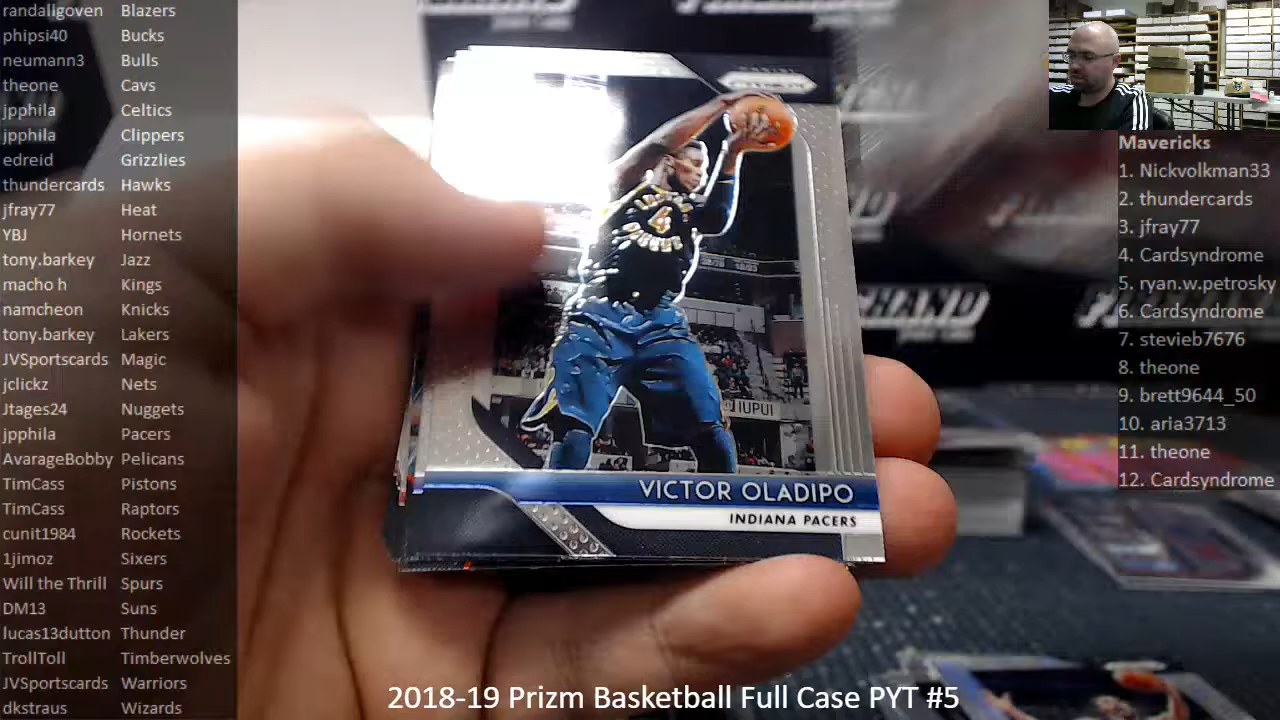 randallgoven Blazers
phipsi40 Bucks
neumann3 Bulls
theone Cavs
jpphila Celtics
jpphila Clippers
edreid Grizzlies
thundercards Hawks
jfray77 Heat
YBJ Hornets
tony.barkey Jazz
macho h Kings
namcheon Knicks
tony.barkey Lakers
JVSportscards Magic
jclickz Nets
Jtages24 Nuggets
jpphila Pacers
AvarageBobby Pelicans
TimCass Pistons
TimCass Raptors
cunit1984 Rockets
1jimoz Sixers
Will the Thrill Spurs
DM13 Suns
lucas13dutton Thunder
TrollToll Timberwolves
JVSportscards Warriors
dkstraus Wizards
PRIZM
4
IUPUI
VICTOR OLADIPO
INDIANA PACERS
Mavericks
1. Nickvolkman33
2. thundercards
3. jfray77
4. Cardsyndrome
5. ryan.w.petrosky
6. Cardsyndrome
7. stevieb7676
8. theone
9. brett9644_50
10. aria3713
11. theone
12. Cardsyndrome
2018-19 Prizm Basketball Full Case PYT #5